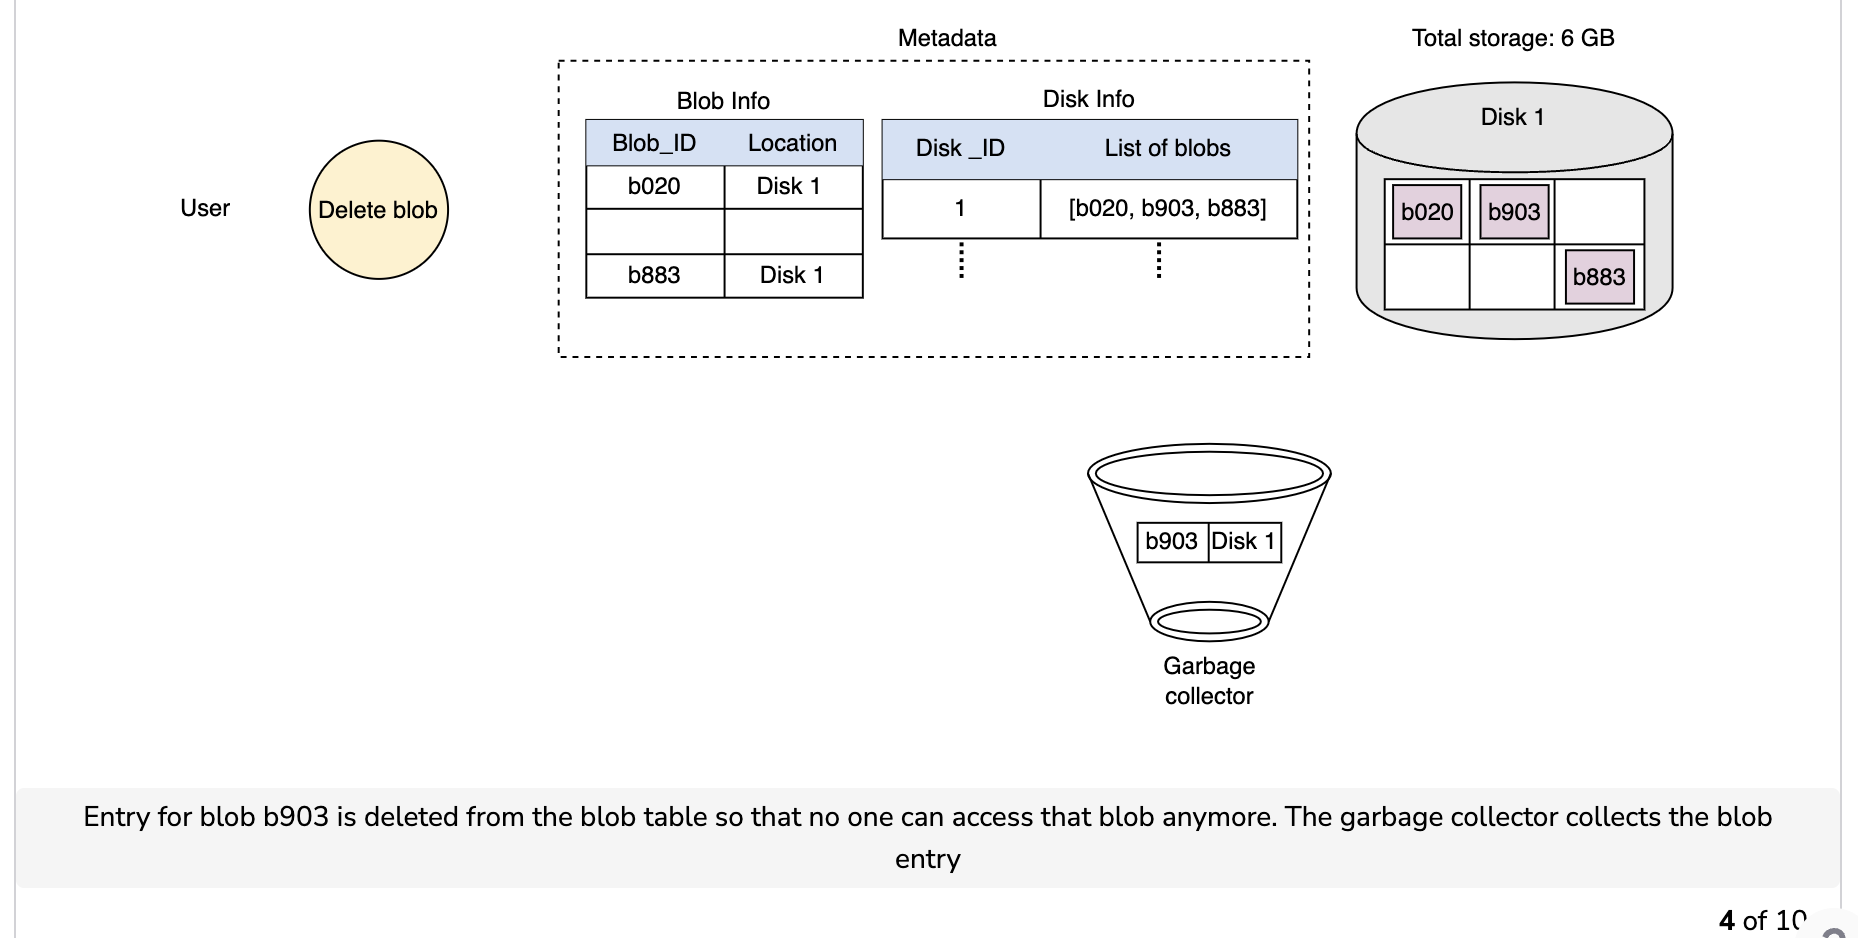 Metadata
Total storage: 6 GB
Blob Info
Disk Info
Disk 1
Blob_ID Location
Disk _ID List of blobs
b020 Disk 1
User
Delete blob
1 [b020, b903, b883]
b020 b903
b883 Disk 1
b883
b903 Disk 1
Garbage
collector
Entry for blob b903 is deleted from the blob table so that no one can access that blob anymore. The garbage collector collects the blob
entry
4 of 10